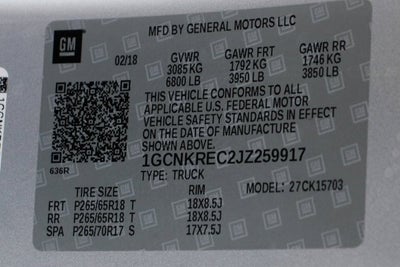 MFD BY GENERAL MOTORS LLC
GM
02/18 GVWR GAWR FRT GAWR RR
3085 KG 1792 KG 1746 KG
6800 LB 3950 LB 3850 LB
THIS VEHICLE CONFORMS TO ALL
APPLICABLE U.S. FEDERAL MOTOR
VEHICLE SAFETY STANDARDS IN EFFECT
ON THE DATE OF MANUFACTURE
SHOWN ABOVE.
1GCNKREC2JZ259917
636R
TYPE: TRUCK MODEL: 27CK15703
TIRE SIZE RIM
FRT P265/65R18 T 18X8.5J
RR P265/65R18 T 18X8.5J
SPA P265/70R17 S 17X7.5J